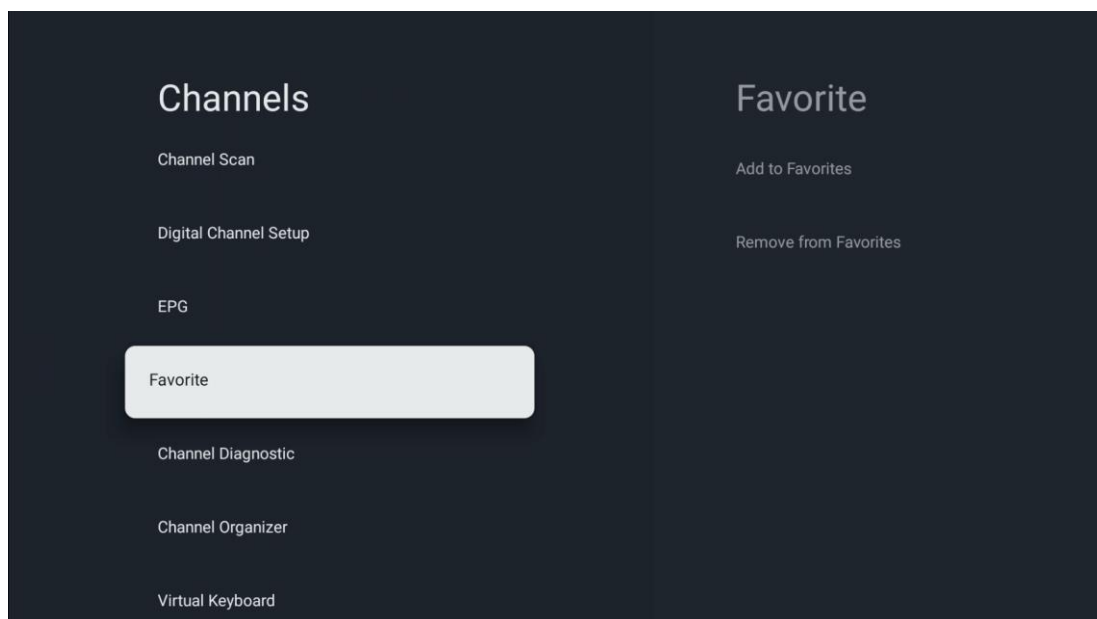 Channels
Channel Scan
Digital Channel Setup
EPG
Favorite
Channel Diagnostic
Channel Organizer
Virtual Keyboard
Favorite
Add to Favorites
Remove from Favorites